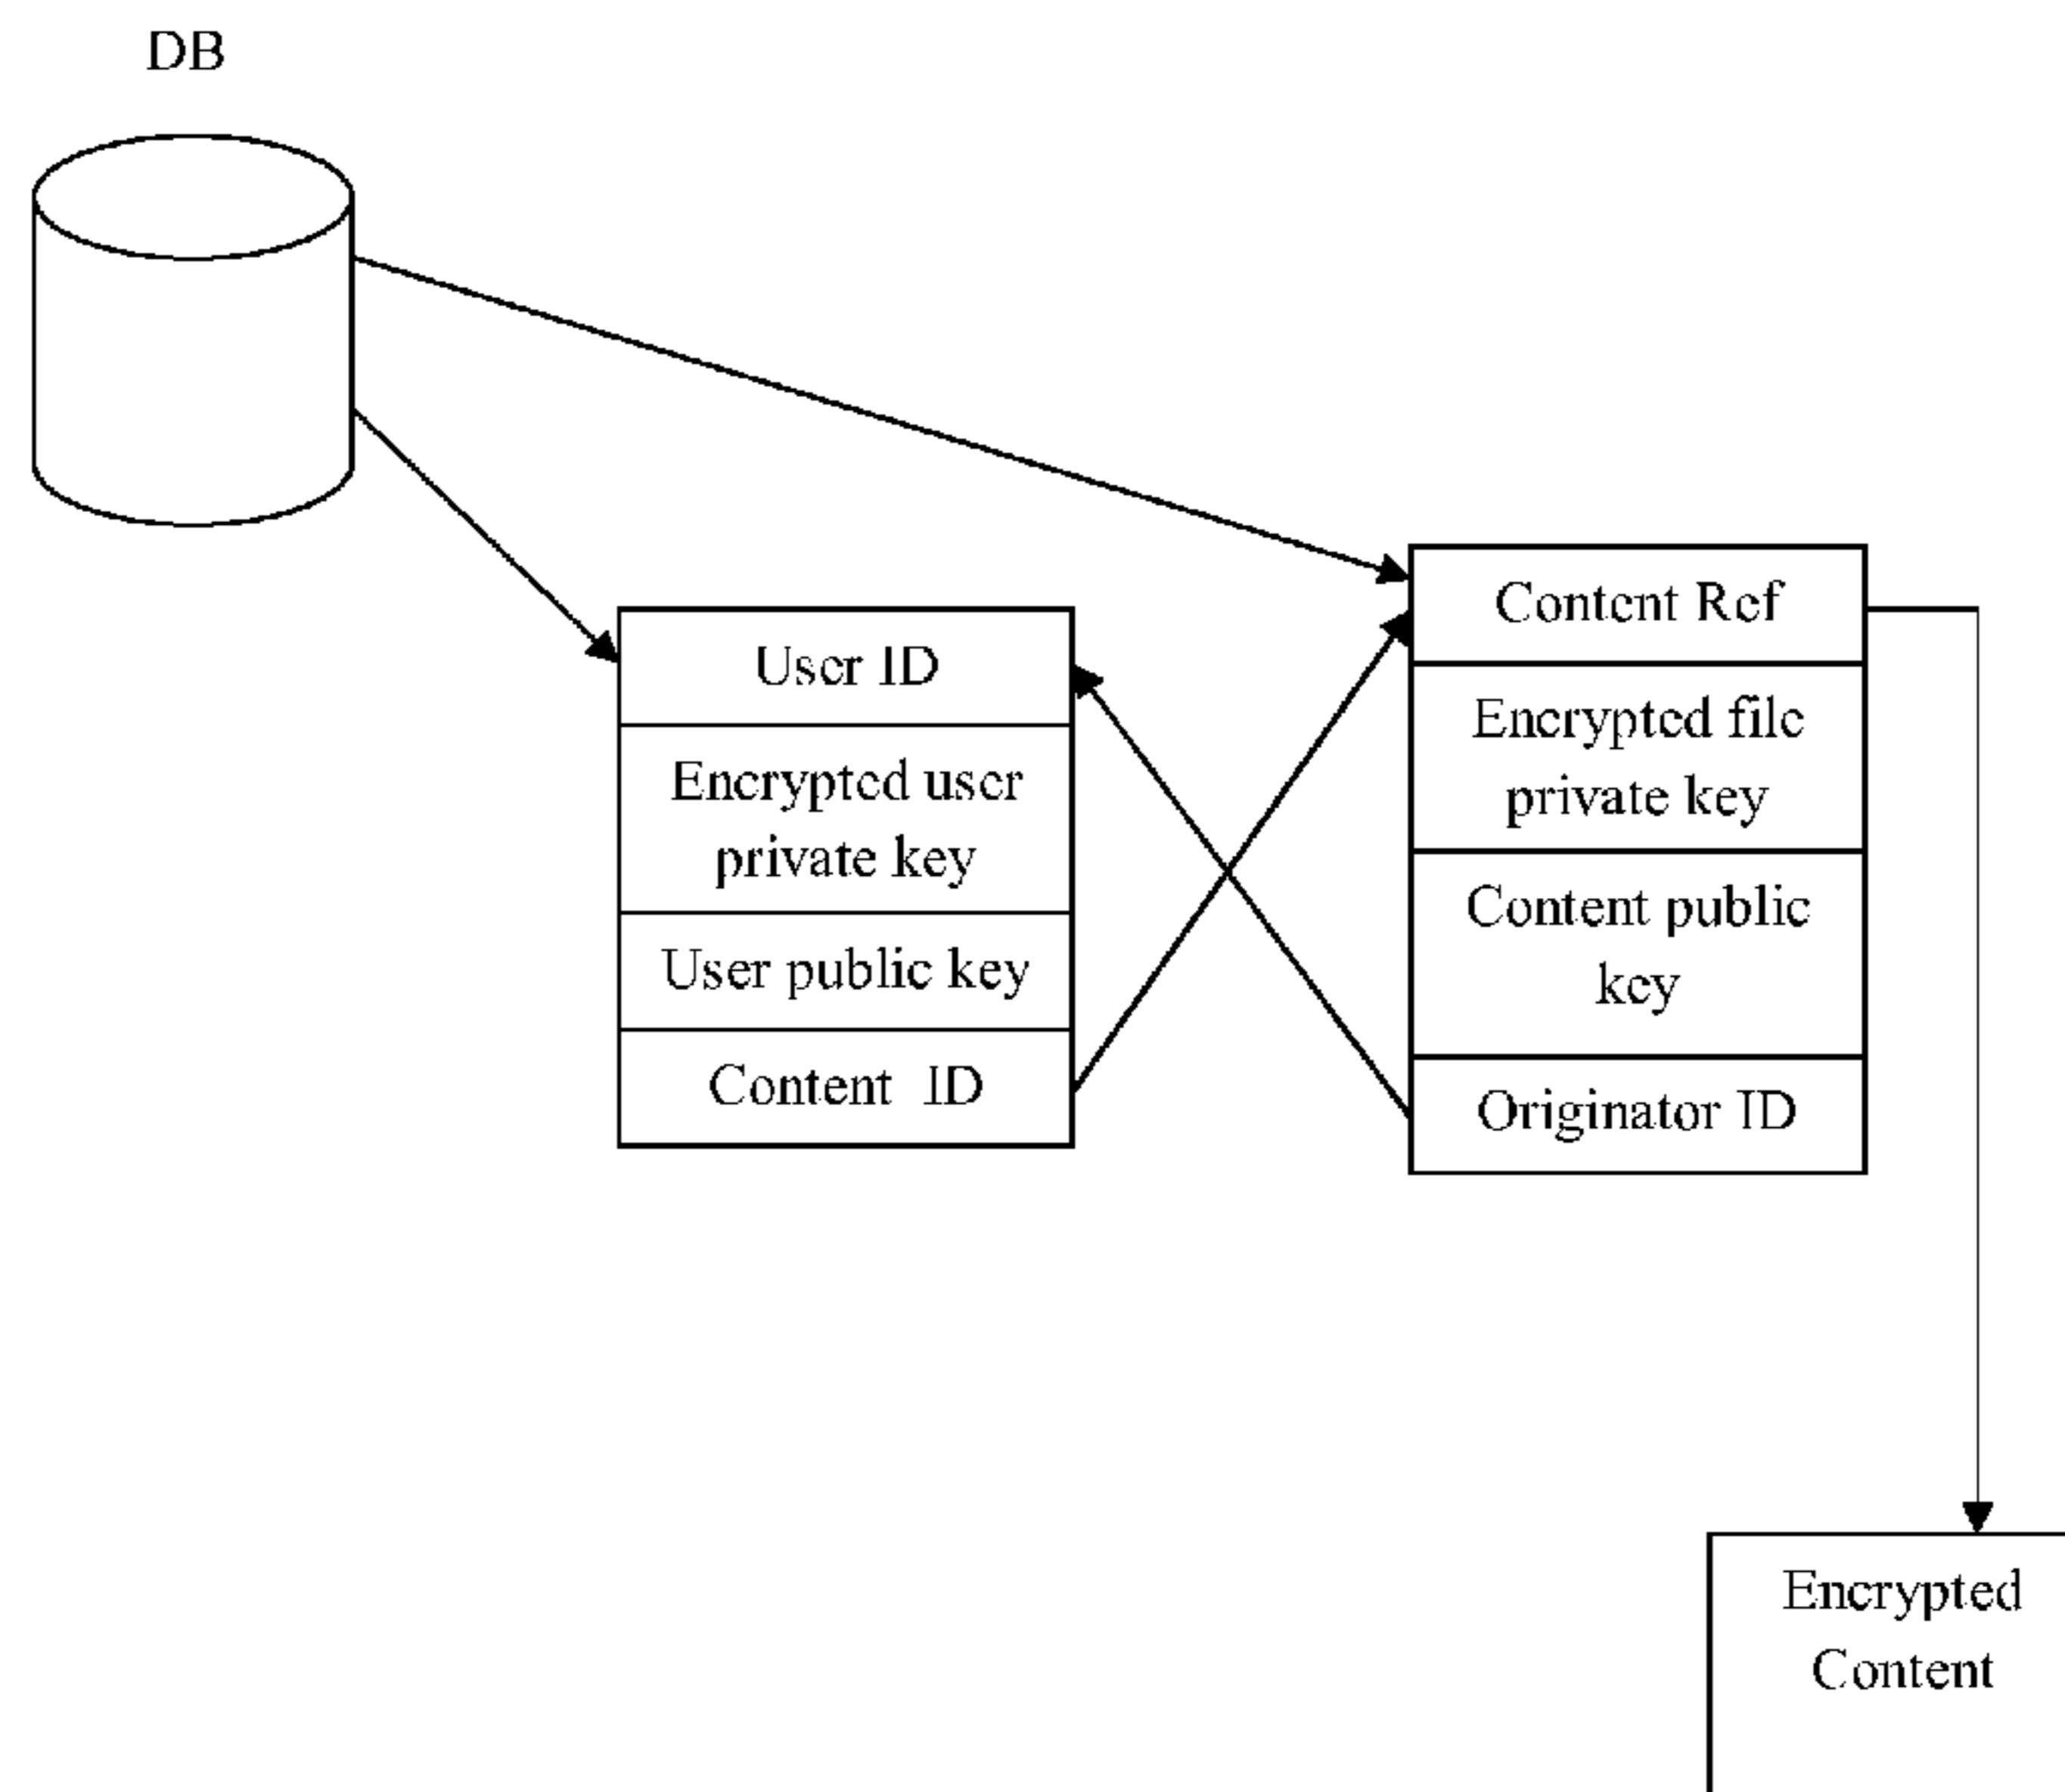 DB
User ID
Encrypted user
private key
User public key
Content ID
Content Ref
Encrypted file
private key
Content public
key
Originator ID
Encrypted
Content